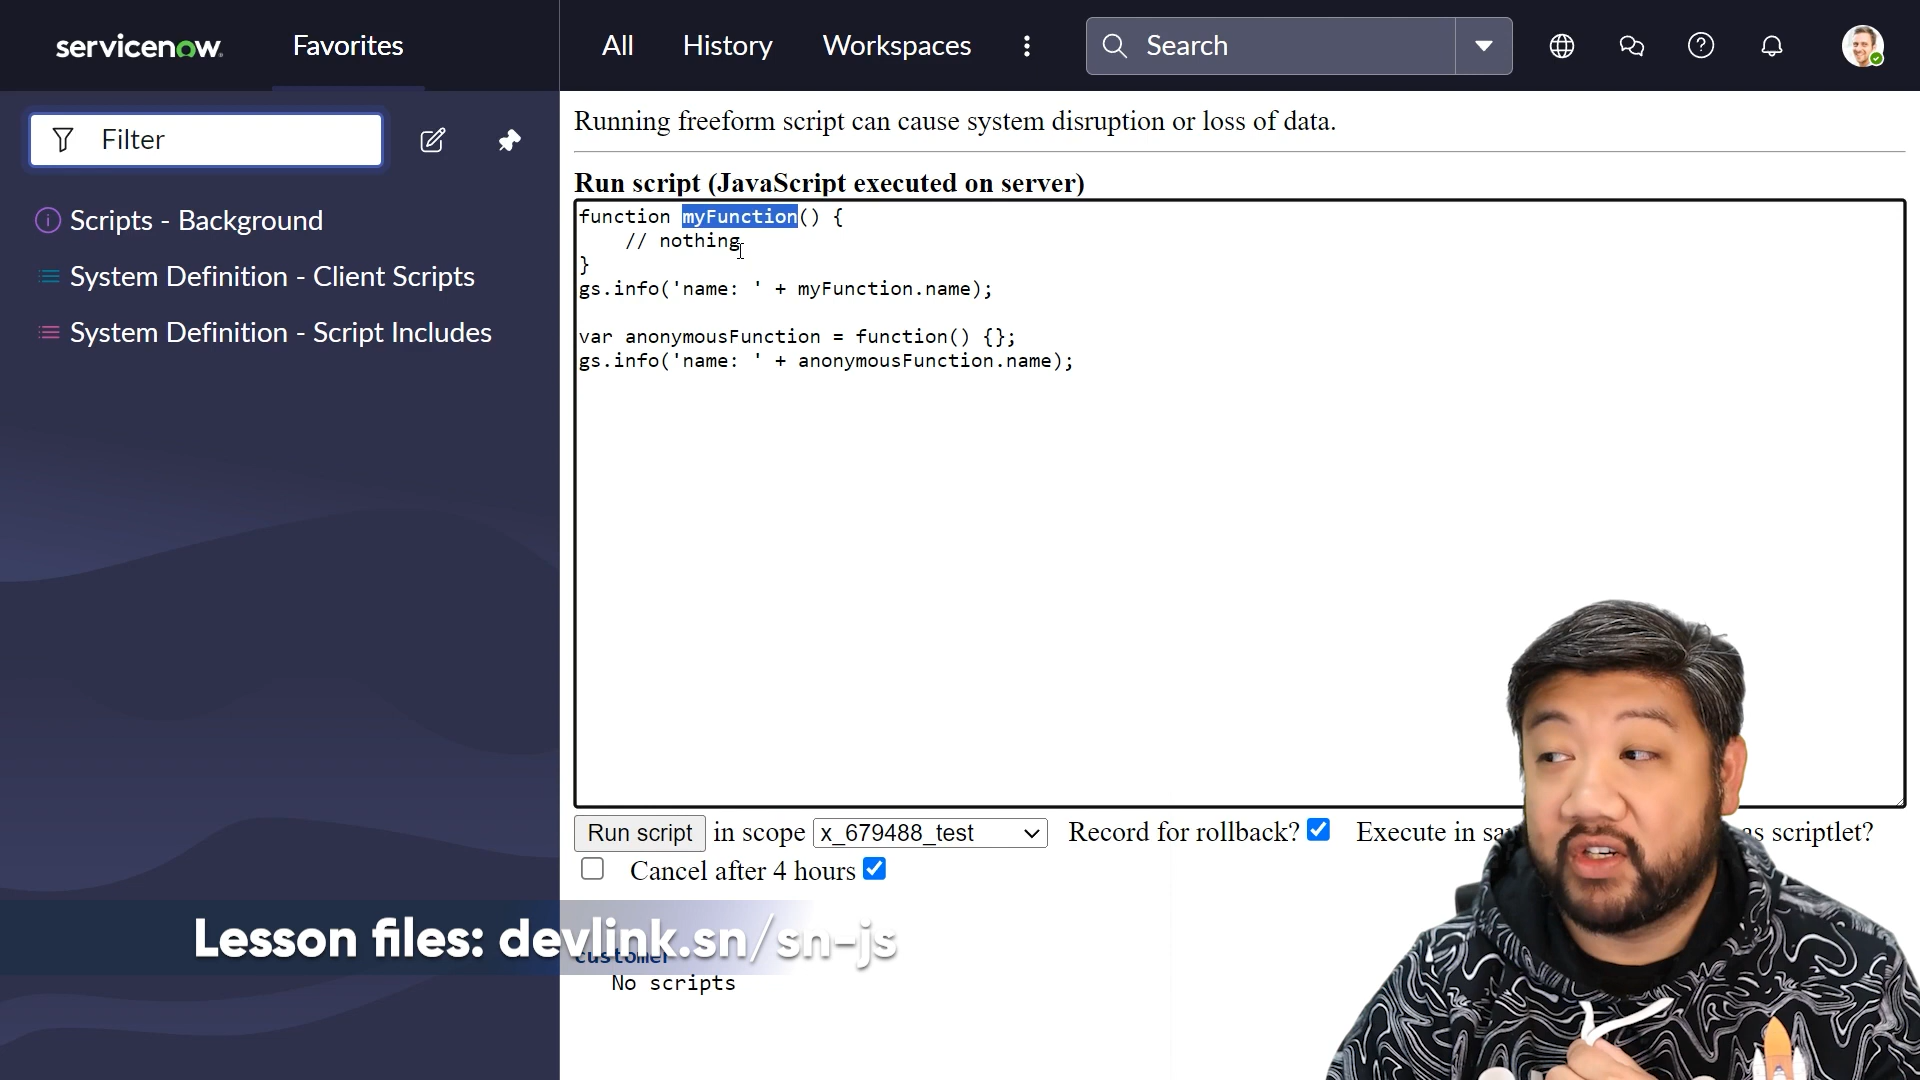 servicenow
Favorites
All
History
Workspaces
Search
Filter
Scripts - Background
System Definition - Client Scripts
System Definition - Script Includes
Running freeform script can cause system disruption or loss of data.
Run script (JavaScript executed on server)
function myFunction() {
    // nothing
}
gs.info('name: ' + myFunction.name);
var anonymousFunction = function() {};
gs.info('name: ' + anonymousFunction.name);
Run script in scope x_679488_test Record for rollback? Execute in as scriptlet?
Cancel after 4 hours
Lesson files: devlink.sn/sn-js
customer
No scripts